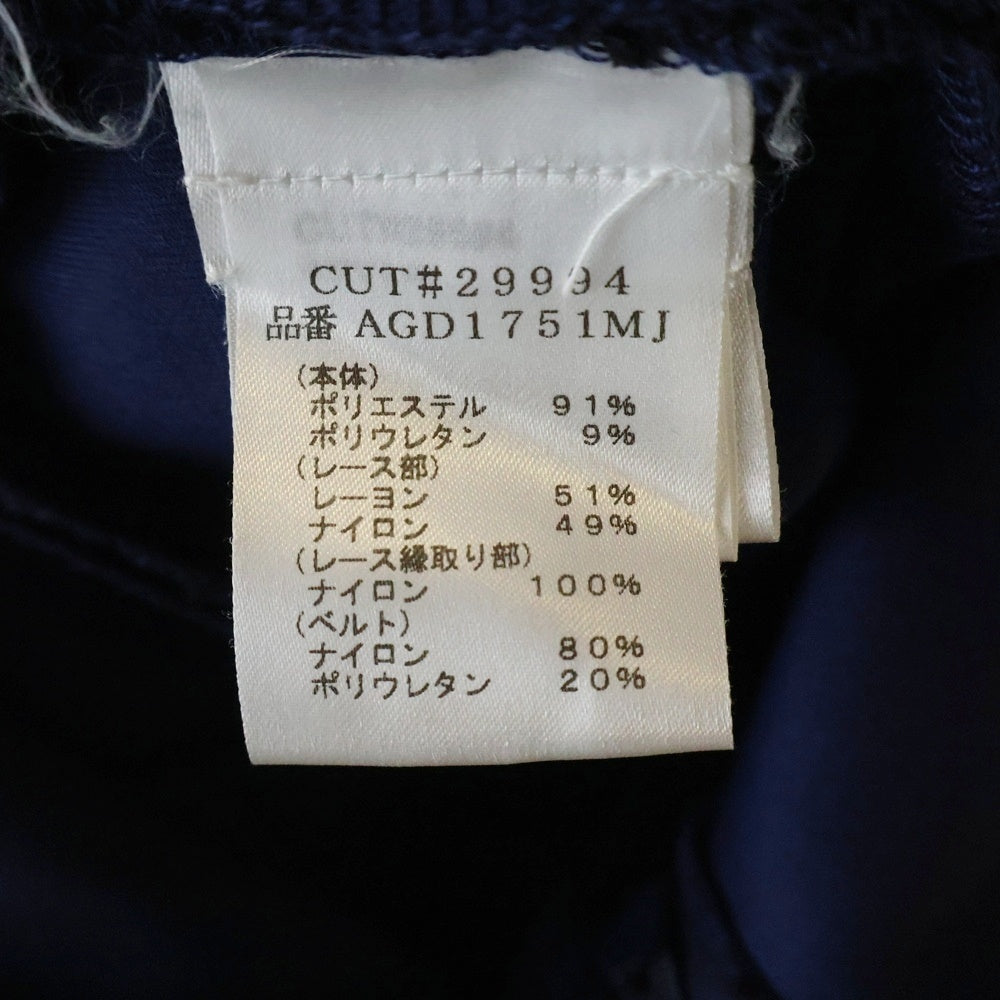 CUT#29994
品番 AGD1751MJ
(本体)
ポリエステル 91%
ポリウレタン 9%
(レース部)
レーヨン 51%
ナイロン 49%
(レース縁取り部)
ナイロン 100%
(ベルト)
ナイロン 80%
ポリウレタン 20%